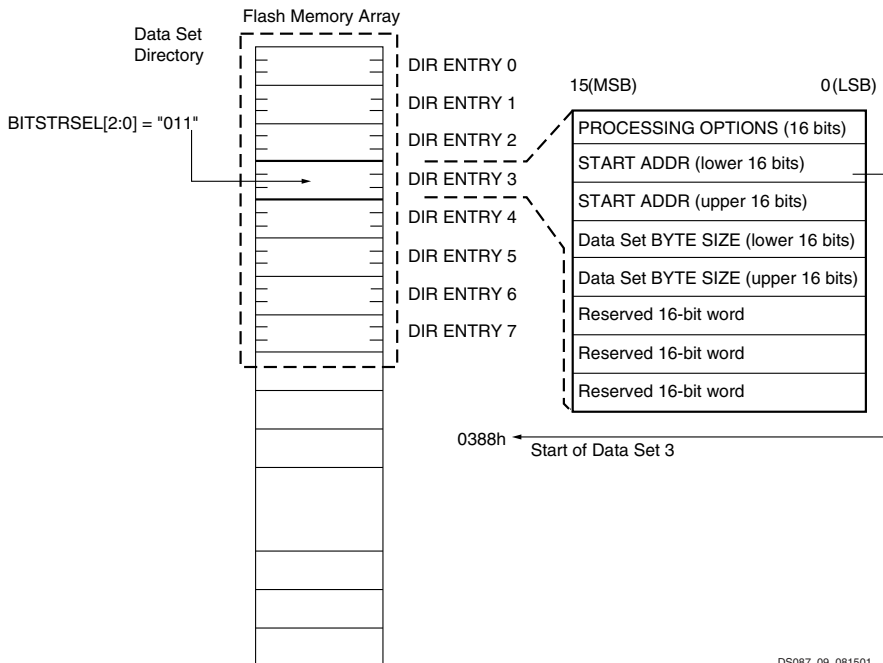 Flash Memory Array
Data Set
Directory
BITSTRSEL[2:0] = "011"
DIR ENTRY 0
DIR ENTRY 1
DIR ENTRY 2
DIR ENTRY 3
DIR ENTRY 4
DIR ENTRY 5
DIR ENTRY 6
DIR ENTRY 7
15(MSB) 0(LSB)
PROCESSING OPTIONS (16 bits)
START ADDR (lower 16 bits)
START ADDR (upper 16 bits)
Data Set BYTE SIZE (lower 16 bits)
Data Set BYTE SIZE (upper 16 bits)
Reserved 16-bit word
Reserved 16-bit word
Reserved 16-bit word
0388h
Start of Data Set 3
DS087_09_081501